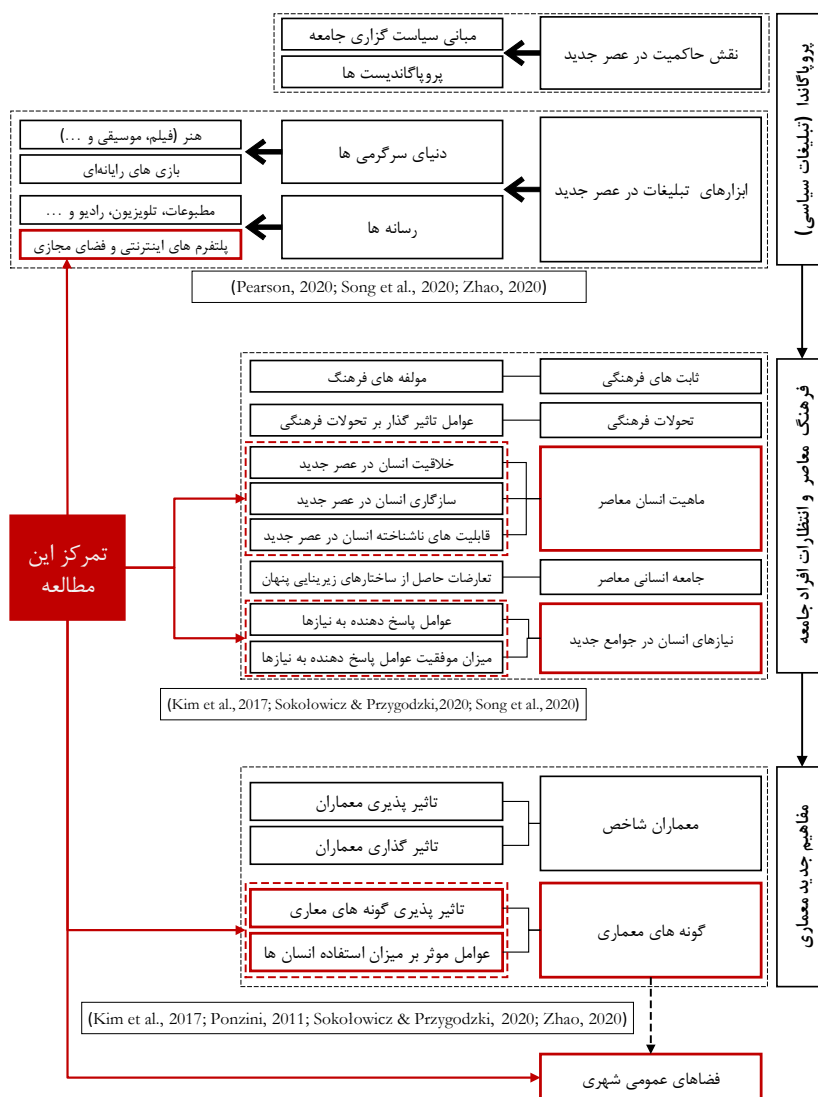 پروپاگاندا (تبلیغات سیاسی)
نقش حاکمیت در عصر جدید
مبانی سیاست گزاری جامعه
پروپاگاندیست ها
ابزارهای تبلیغات در عصر جدید
دنیای سرگرمی ها
هنر (فیلم، موسیقی و ...)
بازی های رایانه‌ای
رسانه ها
مطبوعات، تلویزیون، رادیو و ...
پلتفرم های اینترنتی و فضای مجازی
(Pearson, 2020; Song et al., 2020; Zhao, 2020)
فرهنگ معاصر و انتظارات افراد جامعه
ثابت های فرهنگی
مولفه های فرهنگ
تحولات فرهنگی
عوامل تاثیر گذار بر تحولات فرهنگی
ماهیت انسان معاصر
خلاقیت انسان در عصر جدید
سازگاری انسان در عصر جدید
قابلیت های ناشناخته انسان در عصر جدید
جامعه انسانی معاصر
تعارضات حاصل از ساختارهای زیربنایی پنهان
نیازهای انسان در جوامع جدید
عوامل پاسخ دهنده به نیازها
میزان موفقیت عوامل پاسخ دهنده به نیازها
(Kim et al., 2017; Sokołowicz & Przygodzki,2020; Song et al., 2020)
تمرکز این
مطالعه
مفاهیم جدید معماری
معماران شاخص
تاثیر پذیری معماران
تاثیر گذاری معماران
گونه های معماری
تاثیر پذیری گونه های معاری
عوامل موثر بر میزان استفاده انسان ها
(Kim et al., 2017; Ponzini, 2011; Sokołowicz & Przygodzki, 2020; Zhao, 2020)
فضاهای عمومی شهری